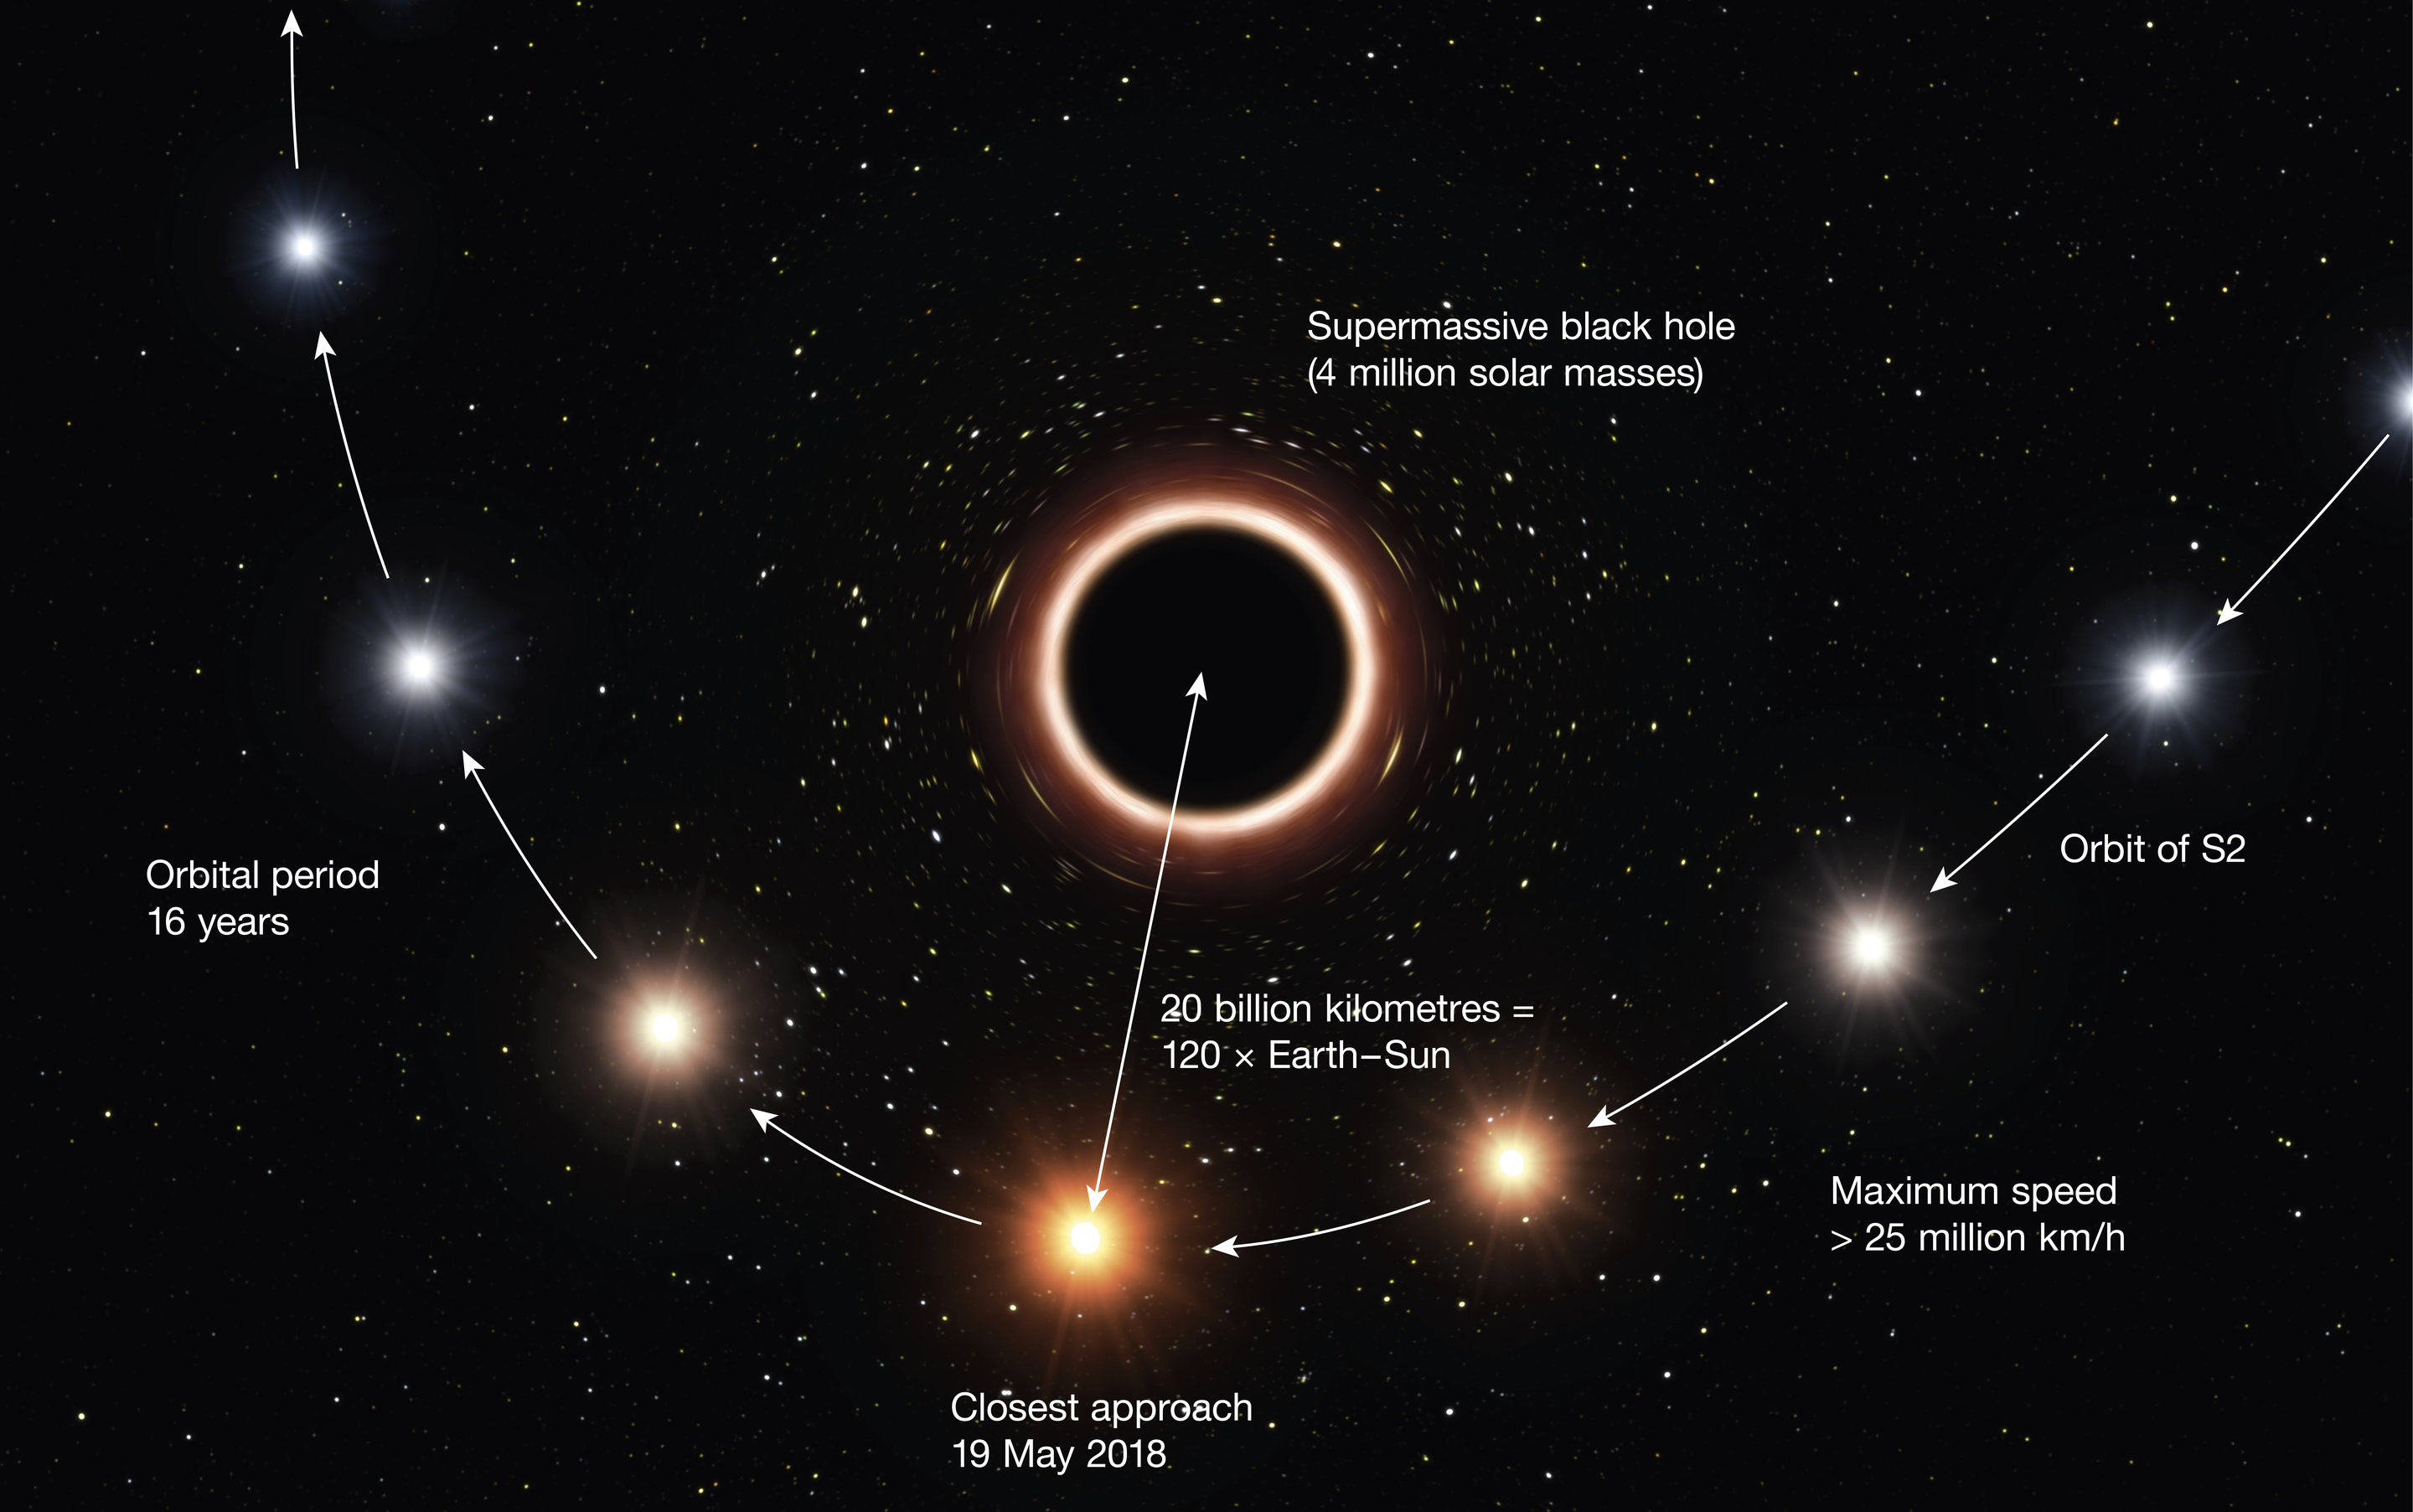 Supermassive black hole
(4 million solar masses)
Orbit of S2
Orbital period
16 years
20 billion kilometres =
120 × Earth–Sun
Maximum speed
> 25 million km/h
Closest approach
19 May 2018